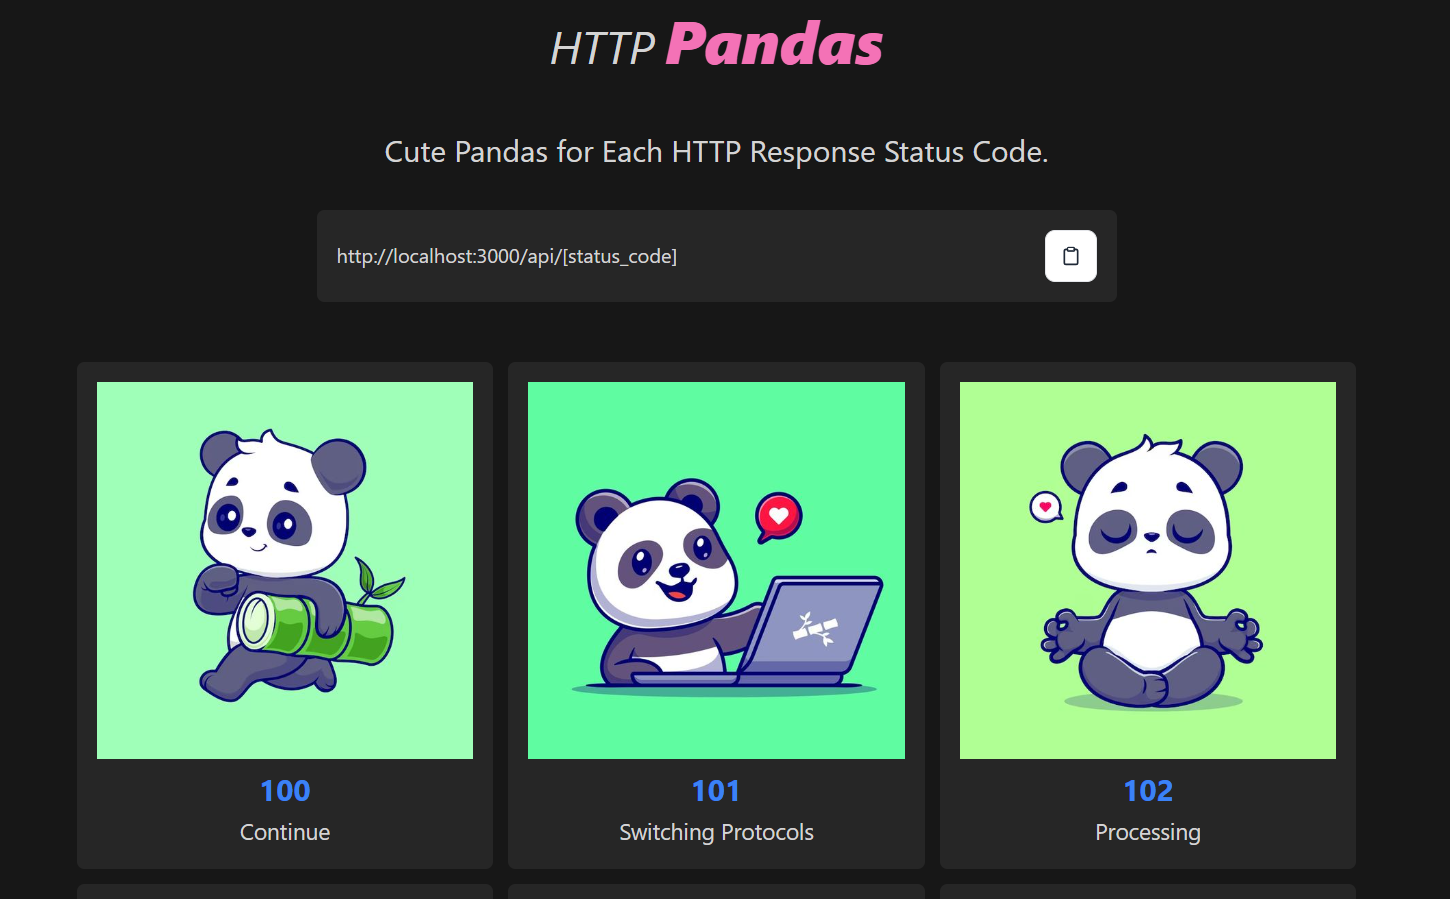 HTTP Pandas
Cute Pandas for Each HTTP Response Status Code.
http://localhost:3000/api/[status_code]
100
Continue
101
Switching Protocols
102
Processing